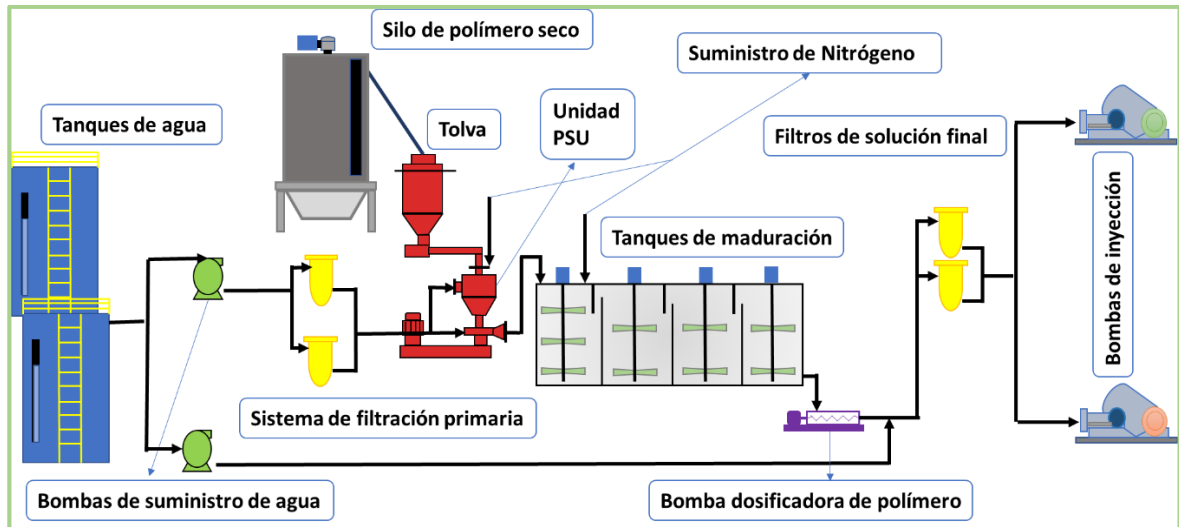 Silo de polímero seco
Suministro de Nitrógeno
Tanques de agua
Tolva
Unidad
PSU
Filtros de solución final
Tanques de maduración
Bombas de inyección
Sistema de filtración primaria
Bombas de suministro de agua
Bomba dosificadora de polímero